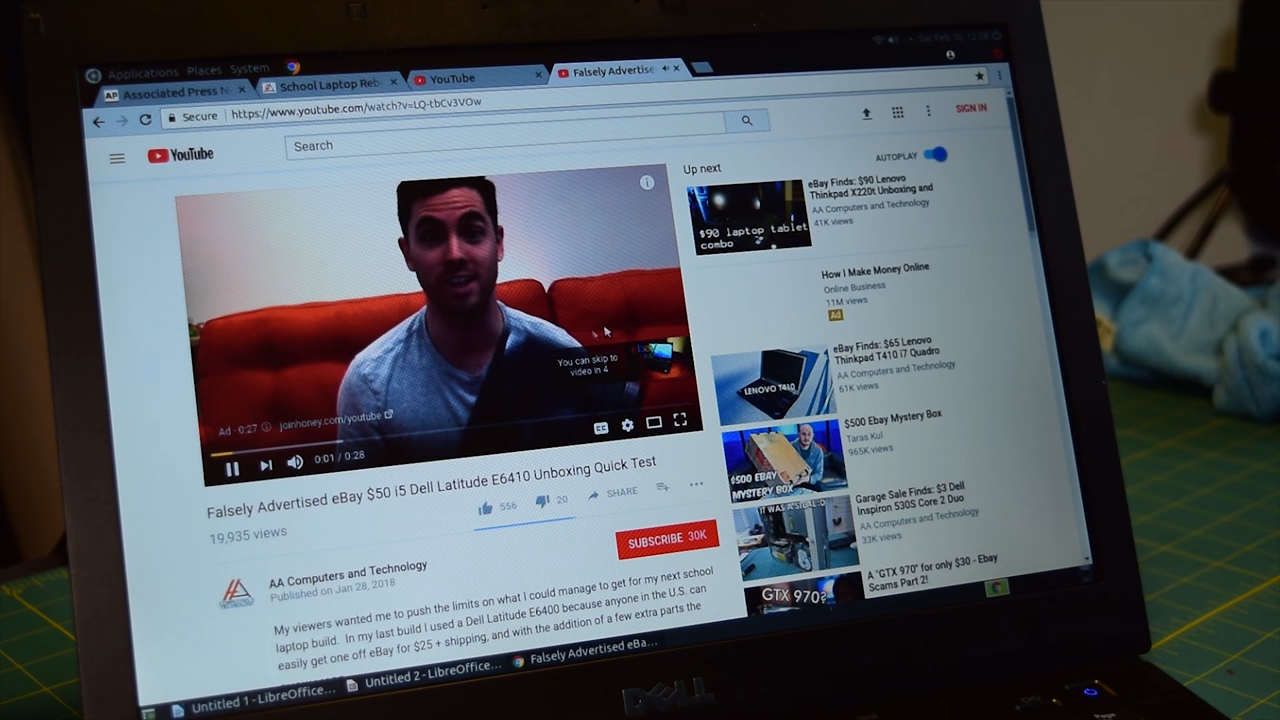 Applications Places System
Sat Feb
Associated Press N
School Laptop Reb
YouTube
Falsely Advertise
Secure
https://www.youtube.com/watch?v=LQ-tbCv3VOw
YouTube
Search
SIGN IN
Up next
AUTOPLAY
$90 laptop tablet
combo
eBay Finds: $90 Lenovo
Thinkpad X220t Unboxing and
AA Computers and Technology
41K views
How I Make Money Online
Online Business
11M views
Ad
LENOVO T410
eBay Finds: $65 Lenovo
Thinkpad T410 i7 Quadro
AA Computers and Technology
61K views
$500 EBAY
MYSTERY BOX
$500 Ebay Mystery Box
Taras Kul
965K views
IT WAS A STEAL
Garage Sale Finds: $3 Dell
Inspiron 530S Core 2 Duo
AA Computers and Technology
33K views
GTX 970?
A "GTX 970" for only $30 - Ebay
Scams Part 2!
You can skip to
video in 4
Ad · 0:27
joinhoney.com/youtube
0:01 / 0:28
Falsely Advertised eBay $50 i5 Dell Latitude E6410 Unboxing Quick Test
19,935 views
556
20
SHARE
SUBSCRIBE 30K
AA Computers and Technology
Published on Jan 28, 2018
My viewers wanted me to push the limits on what I could manage to get for my next school
laptop build. In my last build I used a Dell Latitude E6400 because anyone in the U.S. can
easily get one off eBay for $25 + shipping, and with the addition of a few extra parts the
Untitled 1 - LibreOffice...
Untitled 2 - LibreOffice...
Falsely Advertised eBa...
DELL